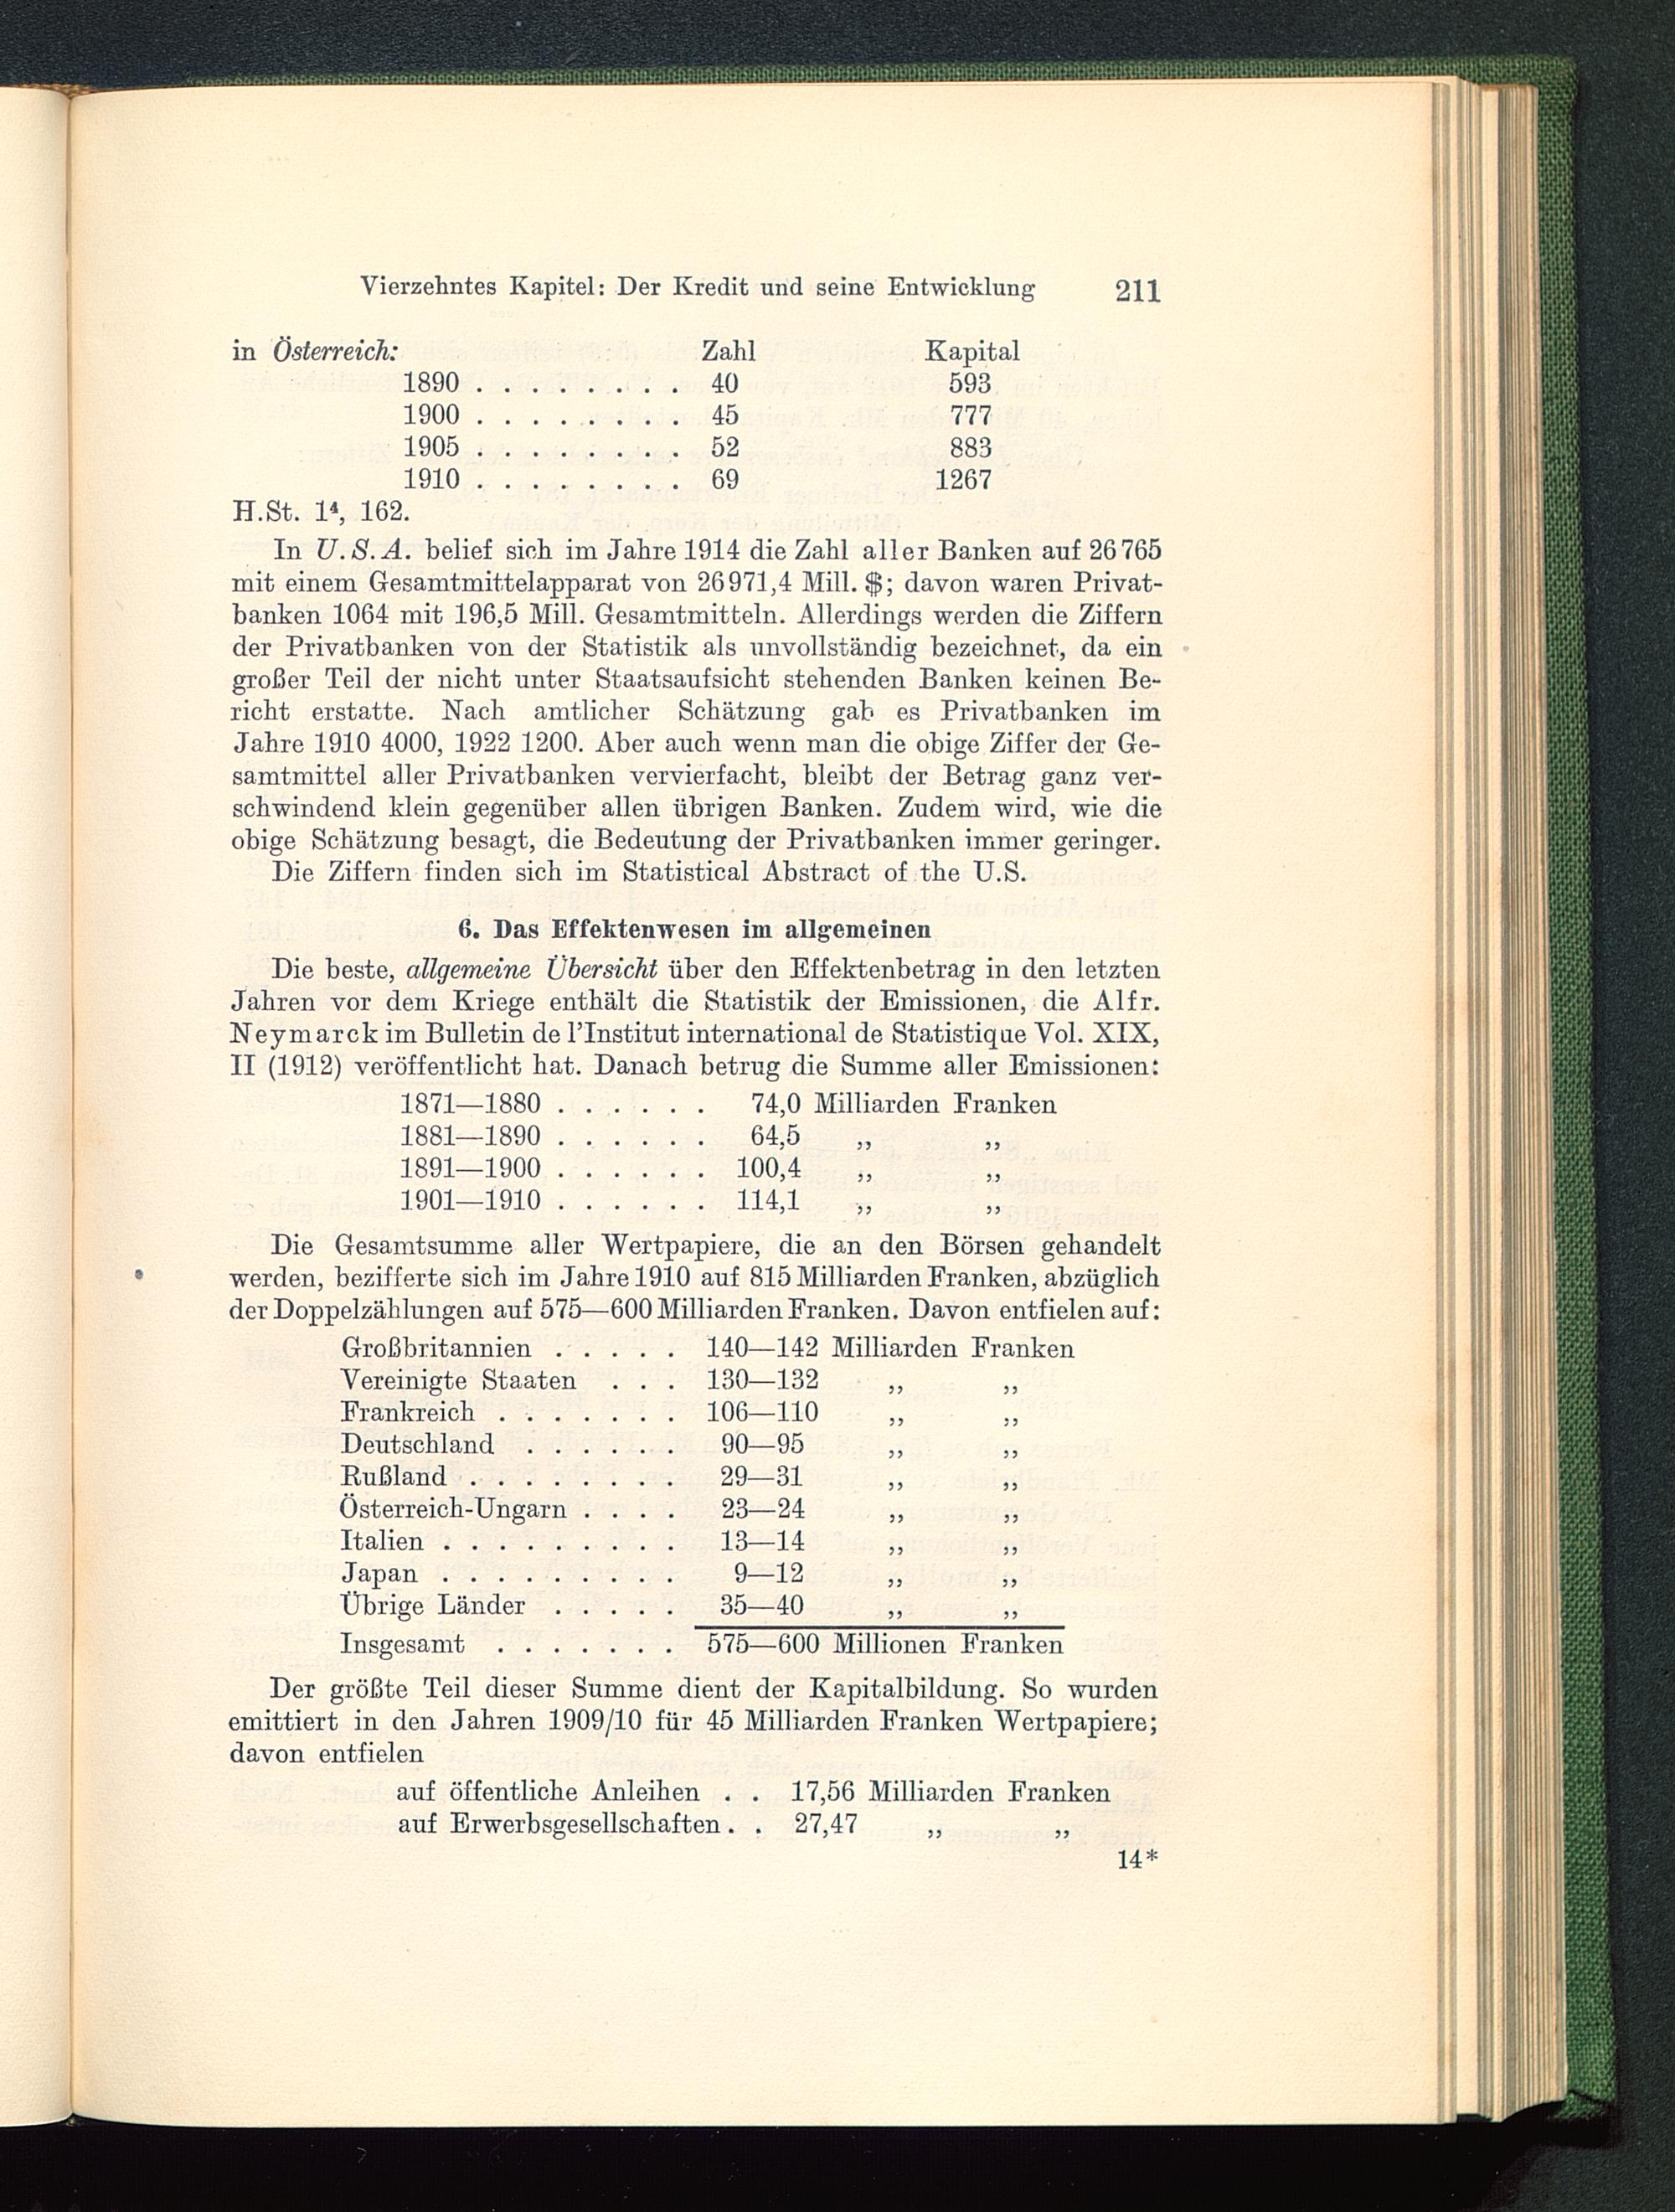 Vierzehntes Kapitel: Der Kredit und seine Entwicklung 211
in Österreich: Zahl Kapital
1890 . . . . . . . . 40 593
1900 . . . . . . . . 45 777
1905 . . . . . . . . 52 883
1910 . . . . . . . . 69 1267
H.St. 1⁴, 162.
In U.S.A. belief sich im Jahre 1914 die Zahl aller Banken auf 26765
mit einem Gesamtmittelapparat von 26971,4 Mill. $; davon waren Privat-
banken 1064 mit 196,5 Mill. Gesamtmitteln. Allerdings werden die Ziffern
der Privatbanken von der Statistik als unvollständig bezeichnet, da ein
großer Teil der nicht unter Staatsaufsicht stehenden Banken keinen Be-
richt erstatte. Nach amtlicher Schätzung gab es Privatbanken im
Jahre 1910 4000, 1922 1200. Aber auch wenn man die obige Ziffer der Ge-
samtmittel aller Privatbanken vervierfacht, bleibt der Betrag ganz ver-
schwindend klein gegenüber allen übrigen Banken. Zudem wird, wie die
obige Schätzung besagt, die Bedeutung der Privatbanken immer geringer.
Die Ziffern finden sich im Statistical Abstract of the U.S.
6. Das Effektenwesen im allgemeinen
Die beste, allgemeine Übersicht über den Effektenbetrag in den letzten
Jahren vor dem Kriege enthält die Statistik der Emissionen, die Alfr.
Neymarck im Bulletin de l'Institut international de Statistique Vol. XIX,
II (1912) veröffentlicht hat. Danach betrug die Summe aller Emissionen:
1871—1880 . . . . . . 74,0 Milliarden Franken
1881—1890 . . . . . . 64,5 „ „
1891—1900 . . . . . . 100,4 „ „
1901—1910 . . . . . . 114,1 „ „
Die Gesamtsumme aller Wertpapiere, die an den Börsen gehandelt
werden, bezifferte sich im Jahre 1910 auf 815 Milliarden Franken, abzüglich
der Doppelzählungen auf 575—600 Milliarden Franken. Davon entfielen auf:
Großbritannien . . . . . 140—142 Milliarden Franken
Vereinigte Staaten . . . 130—132 „ „
Frankreich . . . . . . . 106—110 „ „
Deutschland . . . . . . 90—95 „ „
Rußland . . . . . . . . 29—31 „ „
Österreich-Ungarn . . . . 23—24 „ „
Italien . . . . . . . . . 13—14 „ „
Japan . . . . . . . . . 9—12 „ „
Übrige Länder . . . . . 35—40 „ „
Insgesamt . . . . . . . 575—600 Millionen Franken
Der größte Teil dieser Summe dient der Kapitalbildung. So wurden
emittiert in den Jahren 1909/10 für 45 Milliarden Franken Wertpapiere;
davon entfielen
auf öffentliche Anleihen . . 17,56 Milliarden Franken
auf Erwerbsgesellschaften . . 27,47 „ „
14*